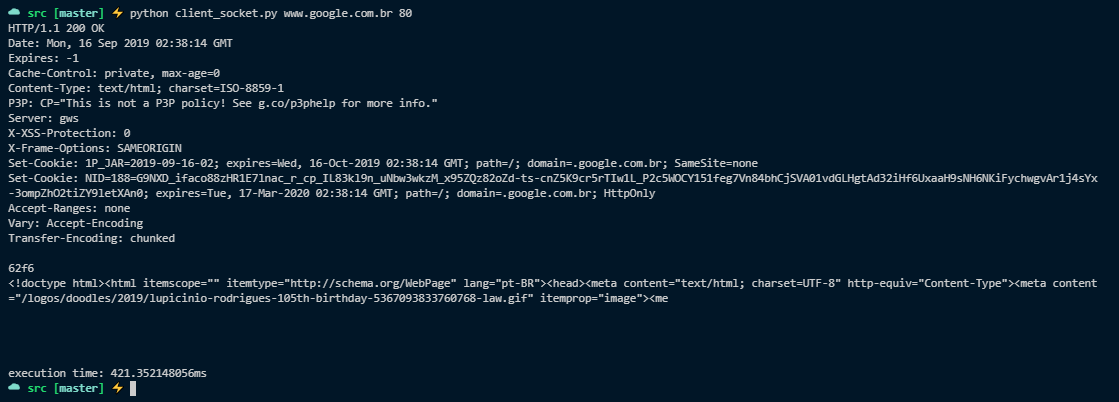 src [master] ⚡ python client_socket.py www.google.com.br 80
HTTP/1.1 200 OK
Date: Mon, 16 Sep 2019 02:38:14 GMT
Expires: -1
Cache-Control: private, max-age=0
Content-Type: text/html; charset=ISO-8859-1
P3P: CP="This is not a P3P policy! See g.co/p3phelp for more info."
Server: gws
X-XSS-Protection: 0
X-Frame-Options: SAMEORIGIN
Set-Cookie: 1P_JAR=2019-09-16-02; expires=Wed, 16-Oct-2019 02:38:14 GMT; path=/; domain=.google.com.br; SameSite=none
Set-Cookie: NID=188=G9NXD_ifaco88zHR1E7lnac_r_cp_IL83kl9n_uNbw3wkzM_x95ZQz82oZd-ts-cnZ5K9cr5rTIw1L_P2c5WOCY151feg7Vn84bhCjSVA01vdGLHgtAd32iHf6UxaaH9sNH6NKiFychwgvAr1j4sYx
-3ompZhO2tiZY9letXAn0; expires=Tue, 17-Mar-2020 02:38:14 GMT; path=/; domain=.google.com.br; HttpOnly
Accept-Ranges: none
Vary: Accept-Encoding
Transfer-Encoding: chunked
62f6
<!doctype html><html itemscope="" itemtype="http://schema.org/WebPage" lang="pt-BR"><head><meta content="text/html; charset=UTF-8" http-equiv="Content-Type"><meta content
="/logos/doodles/2019/lupicinio-rodrigues-105th-birthday-5367093833760768-law.gif" itemprop="image"><me
execution time: 421.352148056ms
src [master] ⚡